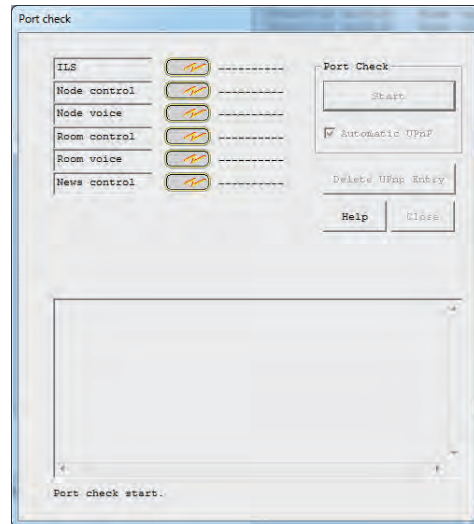 Port check
ILS ---------
Node control ---------
Node voice ---------
Room control ---------
Room voice ---------
News control ---------
Port Check
Start
Automatic UPnP
Delete UPnp Entry
Help
Close
Port check start.